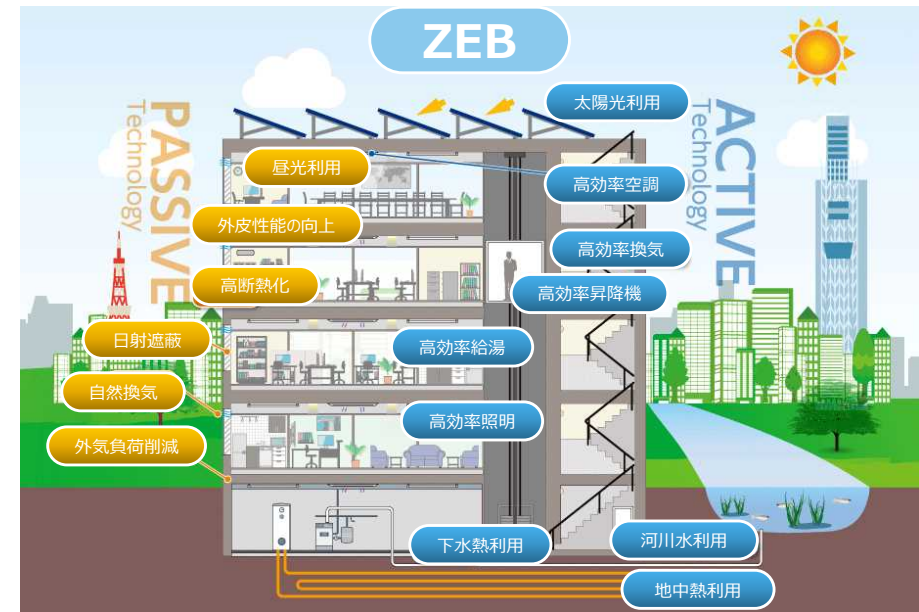 ZEB
太陽光利用
PASSIVE
Technology
ACTIVE
Technology
昼光利用
高効率空調
外皮性能の向上
高効率換気
高断熱化
高効率昇降機
日射遮蔽
高効率給湯
自然換気
高効率照明
外気負荷削減
下水熱利用
河川水利用
地中熱利用